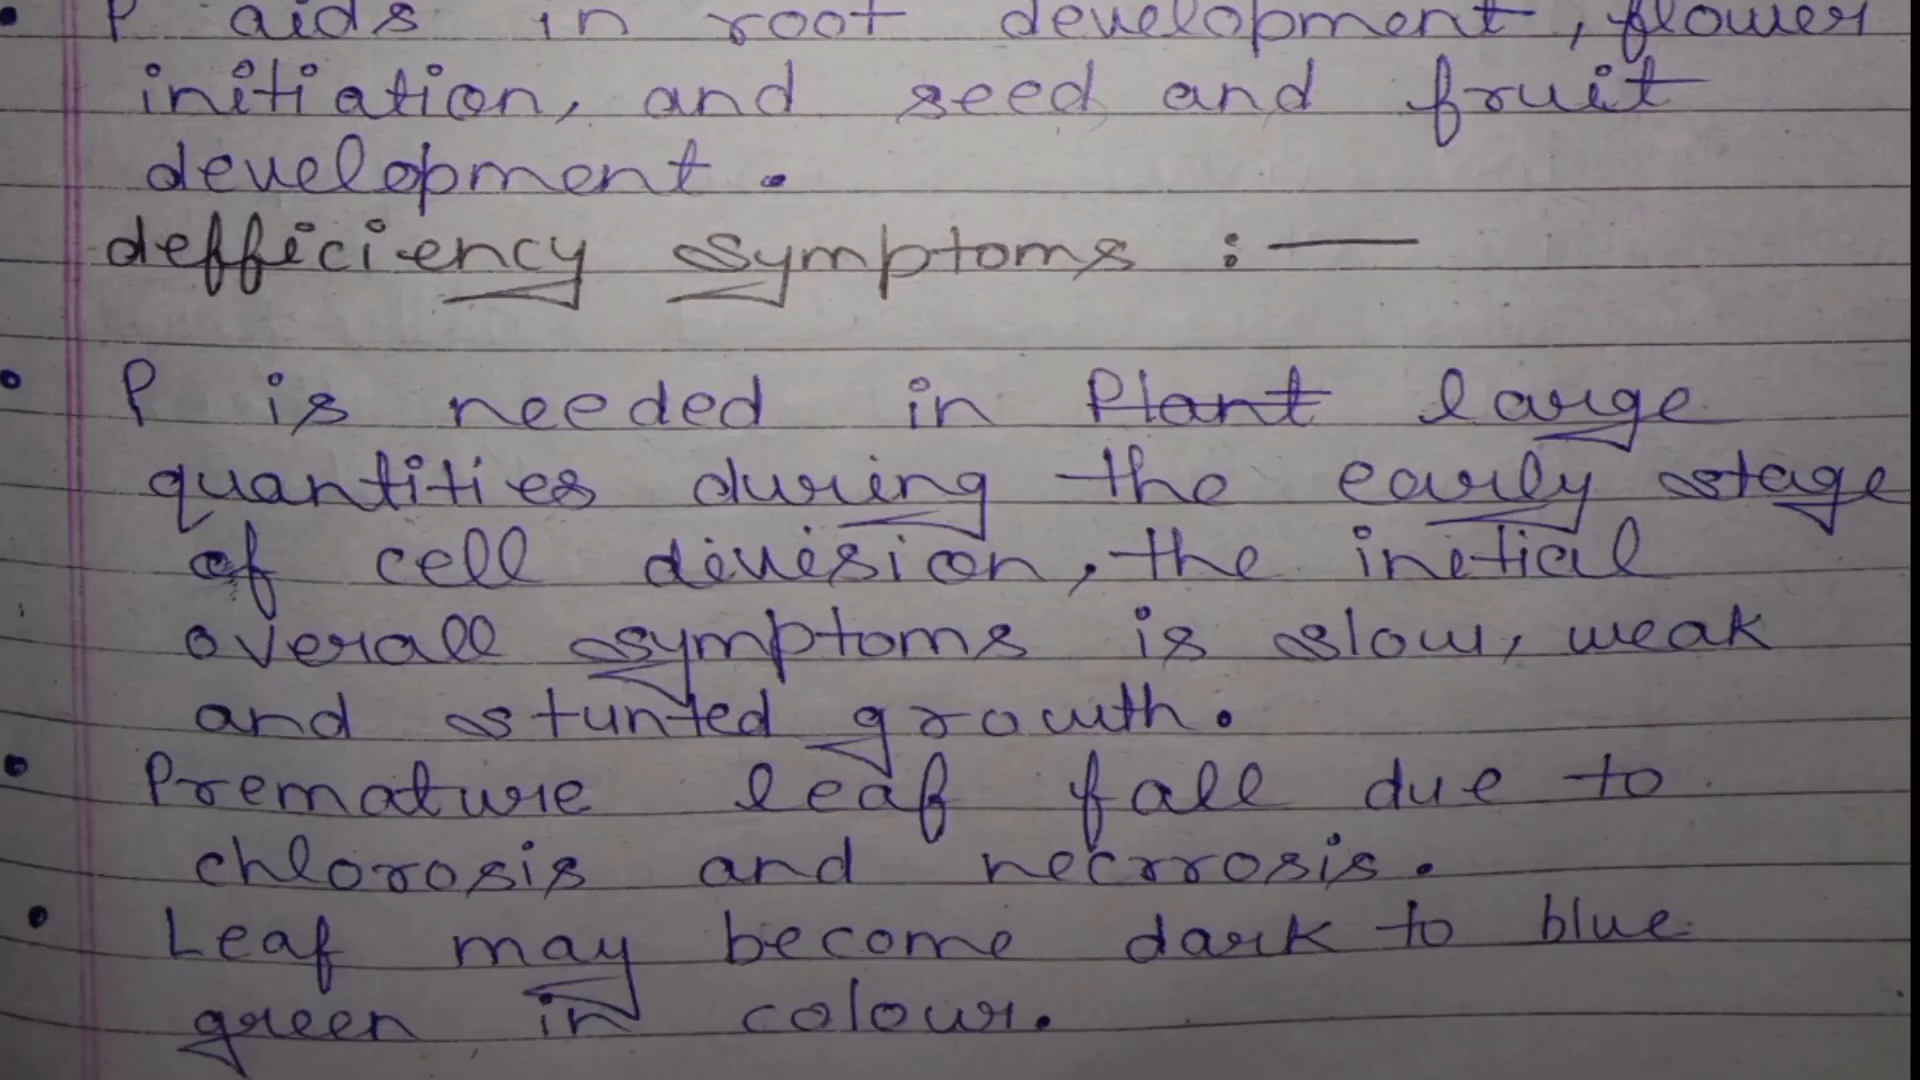 • P aids in root development, flower
initiation, and seed and fruit
development.
defficiency symptoms :—
• P is needed in Plant large
quantities during the early stage
of cell division, the initial
overall symptoms is slow, weak
and stunted growth.
• Premature leaf fall due to
chlorosis and necrrosis.
• Leaf may become dark to blue
green in colour.